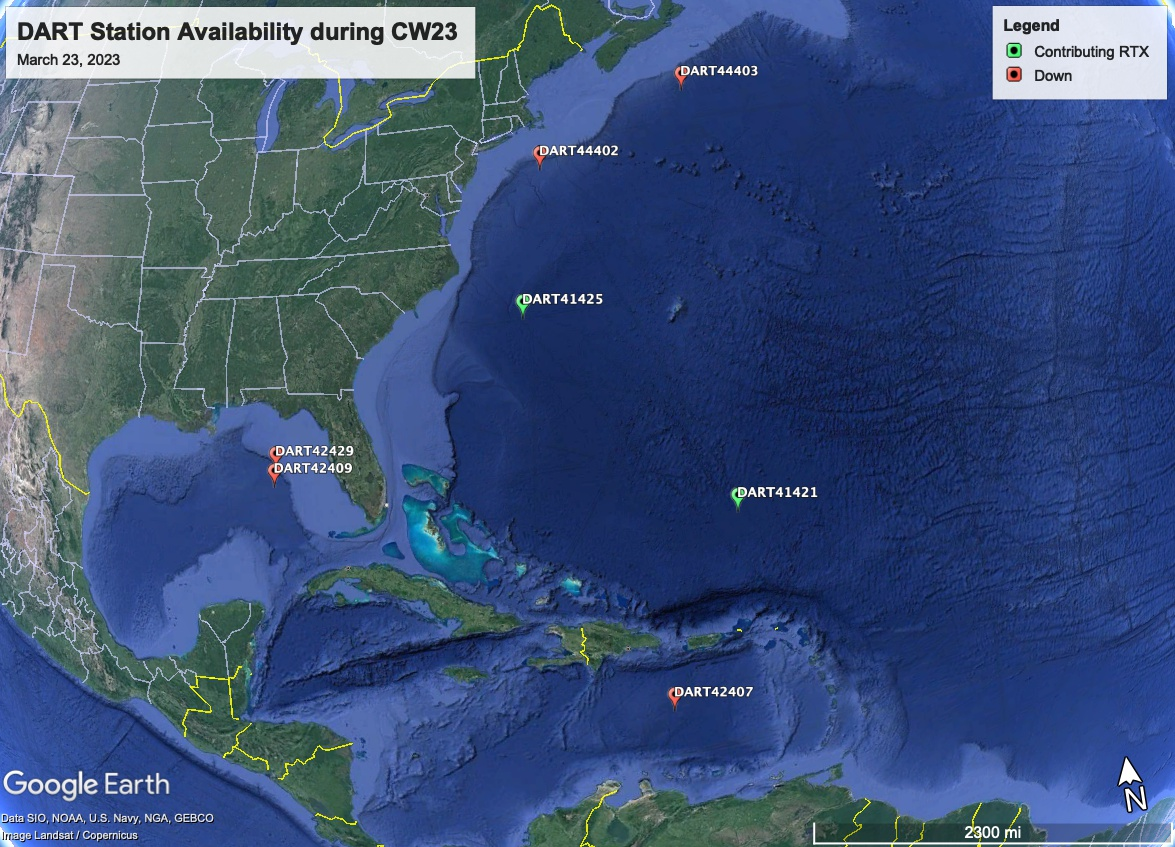 DART Station Availability during CW23
March 23, 2023
Legend
Contributing RTX
Down
DART44403
DART44402
DART41425
DART42429
DART42409
DART41421
DART42407
Google Earth
Data SIO, NOAA, U.S. Navy, NGA, GEBCO
Image Landsat / Copernicus
N
2300 mi